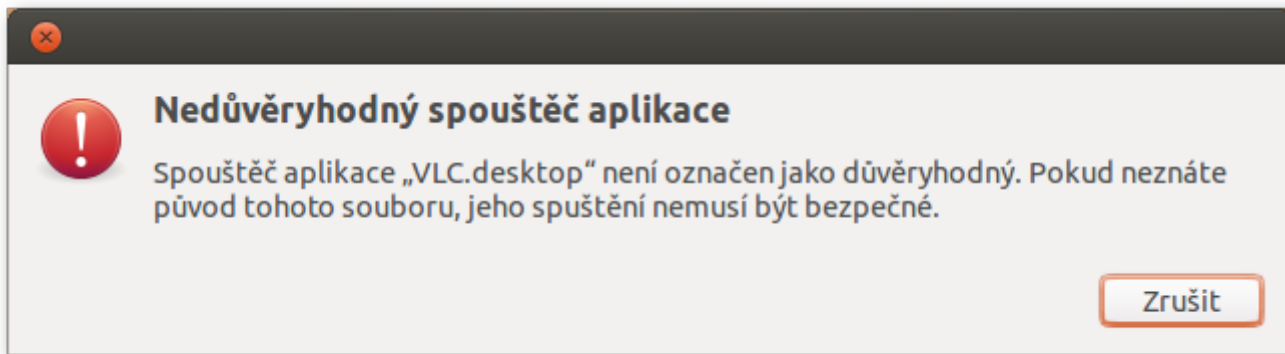 Nedůvěryhodný spouštěč aplikace
Spouštěč aplikace „VLC.desktop“ není označen jako důvěryhodný. Pokud neznáte
původ tohoto souboru, jeho spuštění nemusí být bezpečné.
Zrušit